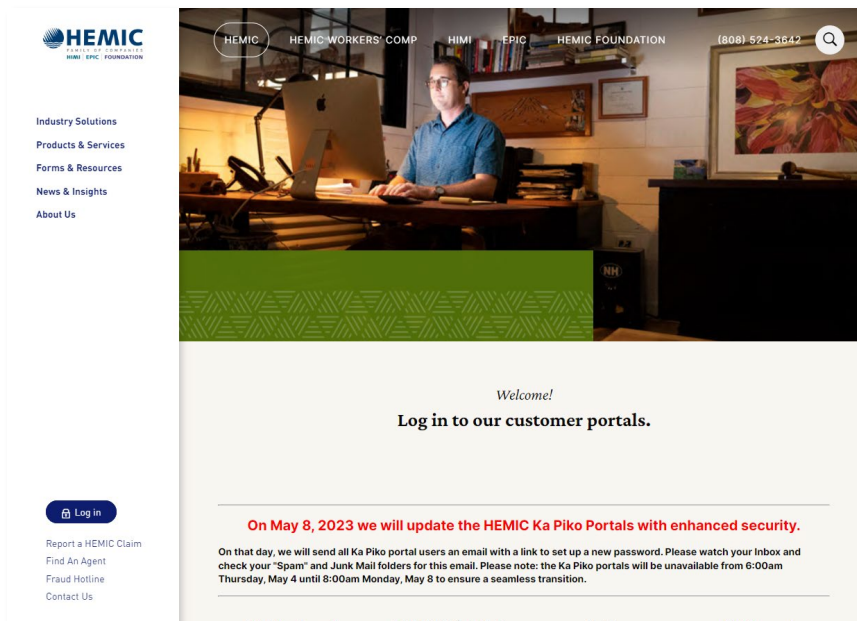 HEMIC
FAMILY OF COMPANIES
HIMI | EPIC | FOUNDATION
HEMIC HEMIC WORKERS' COMP HIMI EPIC HEMIC FOUNDATION (808) 524-3642
Industry Solutions
Products & Services
Forms & Resources
News & Insights
About Us
NH
Welcome!
Log in to our customer portals.
Log in
Report a HEMIC Claim
Find An Agent
Fraud Hotline
Contact Us
On May 8, 2023 we will update the HEMIC Ka Piko Portals with enhanced security.
On that day, we will send all Ka Piko portal users an email with a link to set up a new password. Please watch your Inbox and
check your "Spam" and Junk Mail folders for this email. Please note: the Ka Piko portals will be unavailable from 6:00am
Thursday, May 4 until 8:00am Monday, May 8 to ensure a seamless transition.